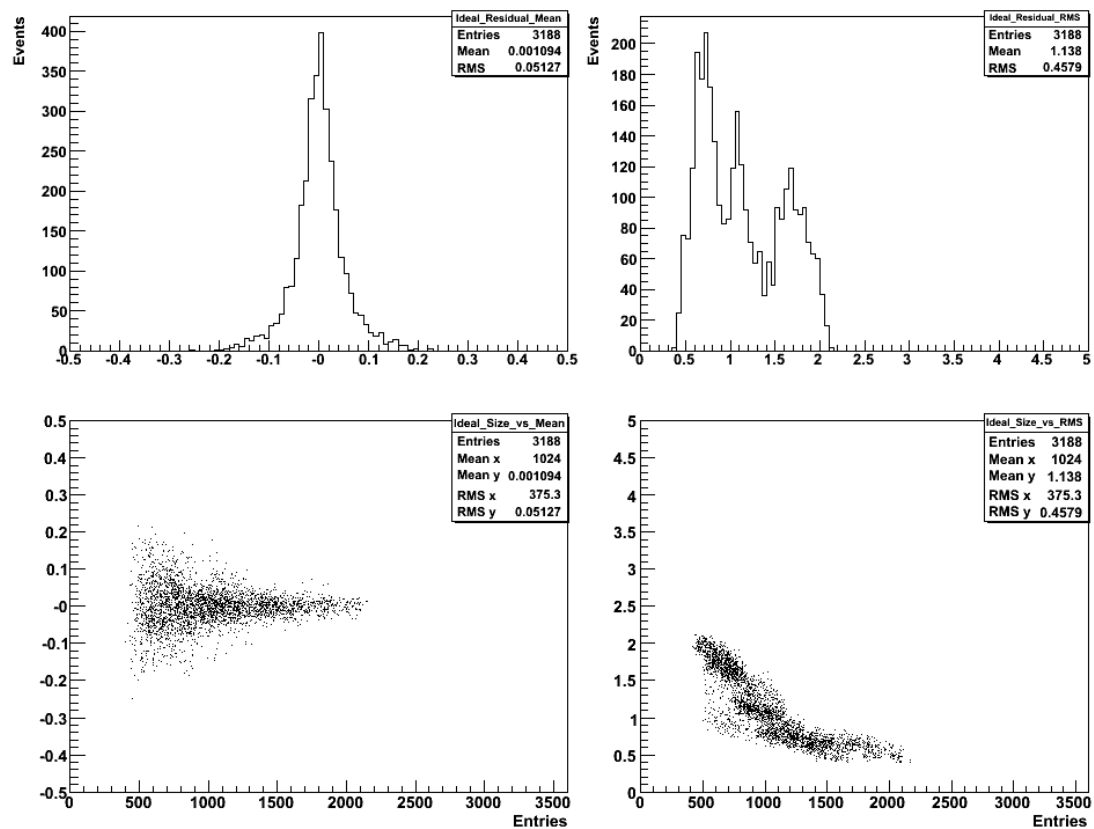 Ideal_Residual_Mean
Entries 3188
Mean 0.001094
RMS 0.05127
Events
400
350
300
250
200
150
100
50
0
-0.5 -0.4 -0.3 -0.2 -0.1 -0 0.1 0.2 0.3 0.4 0.5
Ideal_Residual_RMS
Entries 3188
Mean 1.138
RMS 0.4579
Events
200
180
160
140
120
100
80
60
40
20
0
0 0.5 1 1.5 2 2.5 3 3.5 4 4.5 5
Ideal_Size_vs_Mean
Entries 3188
Mean x 1024
Mean y 0.001094
RMS x 375.3
RMS y 0.05127
0.5
0.4
0.3
0.2
0.1
-0
-0.1
-0.2
-0.3
-0.4
-0.5
0 500 1000 1500 2000 2500 3000 3500
Entries
Ideal_Size_vs_RMS
Entries 3188
Mean x 1024
Mean y 1.138
RMS x 375.3
RMS y 0.4579
5
4.5
4
3.5
3
2.5
2
1.5
1
0.5
0
0 500 1000 1500 2000 2500 3000 3500
Entries